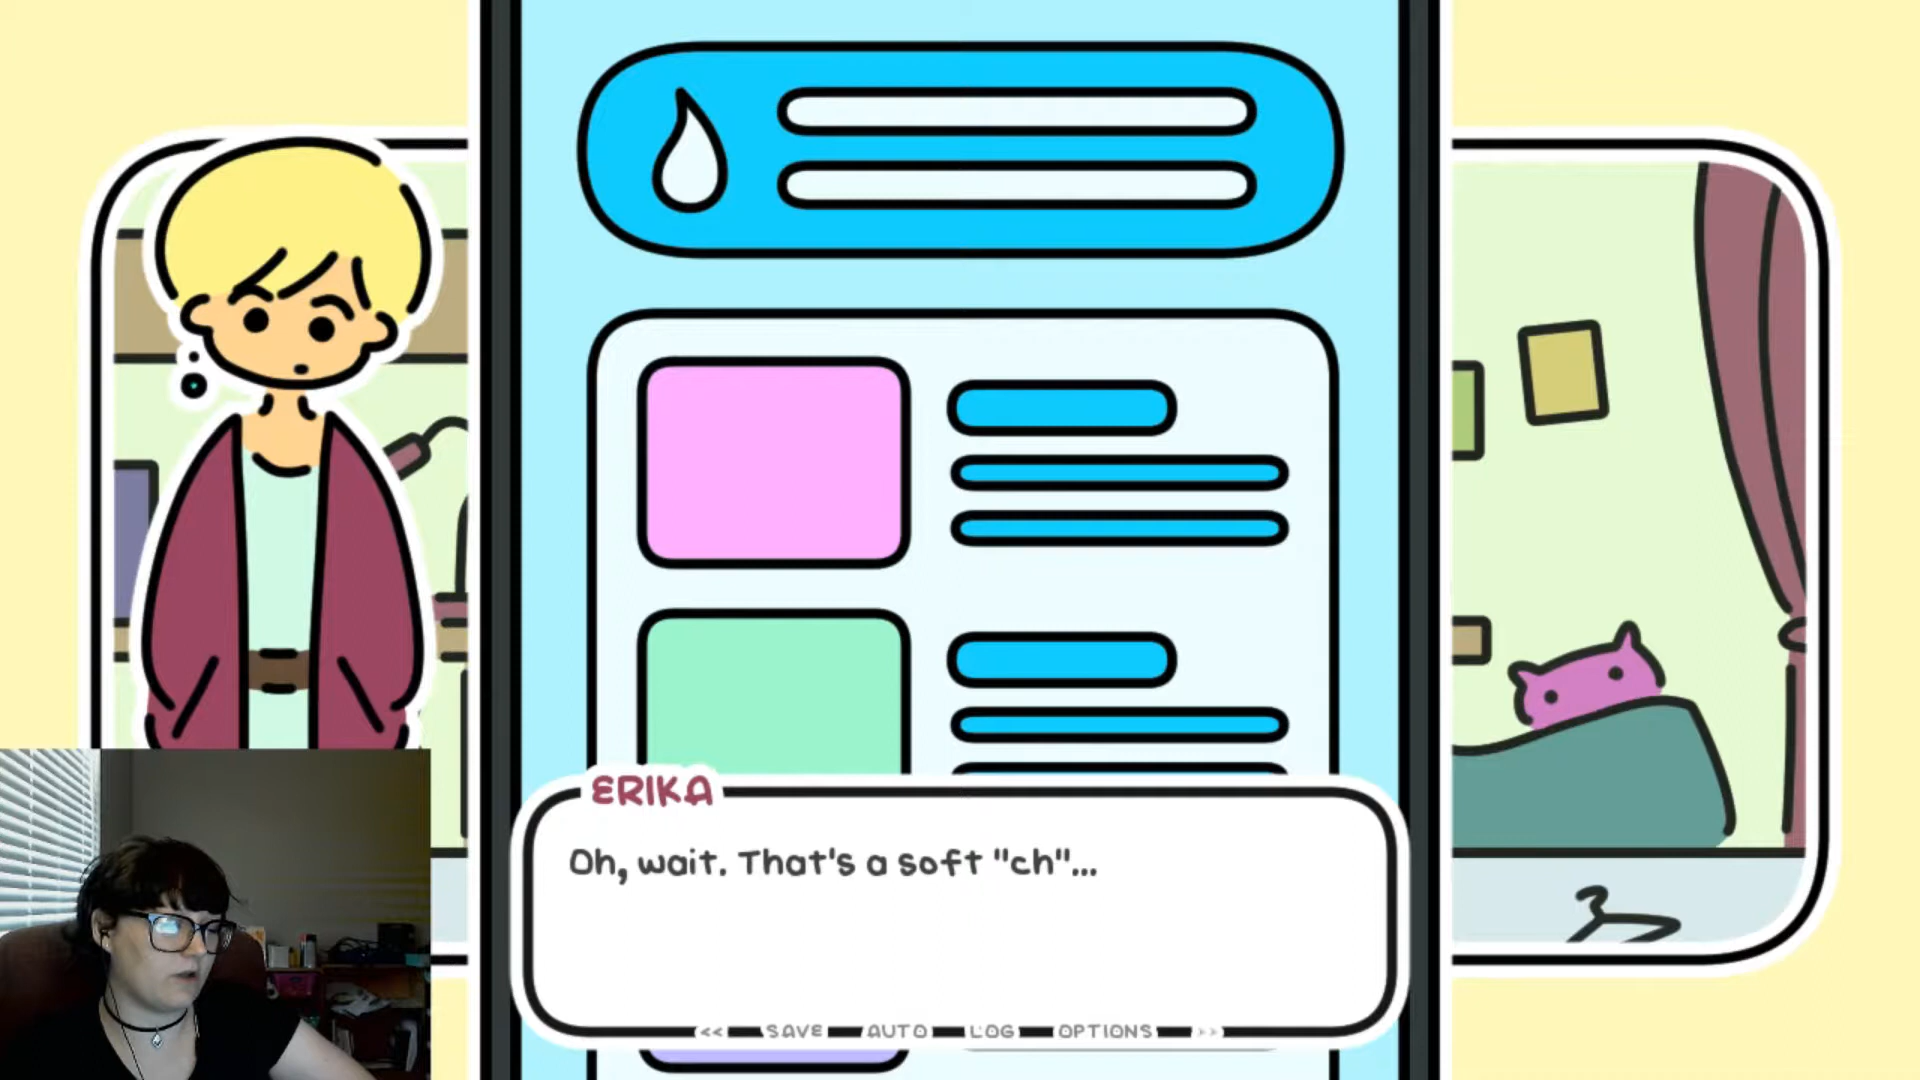 ERIKA
Oh, wait. That's a soft "ch"...
<< SAVE AUTO LOG OPTIONS >>